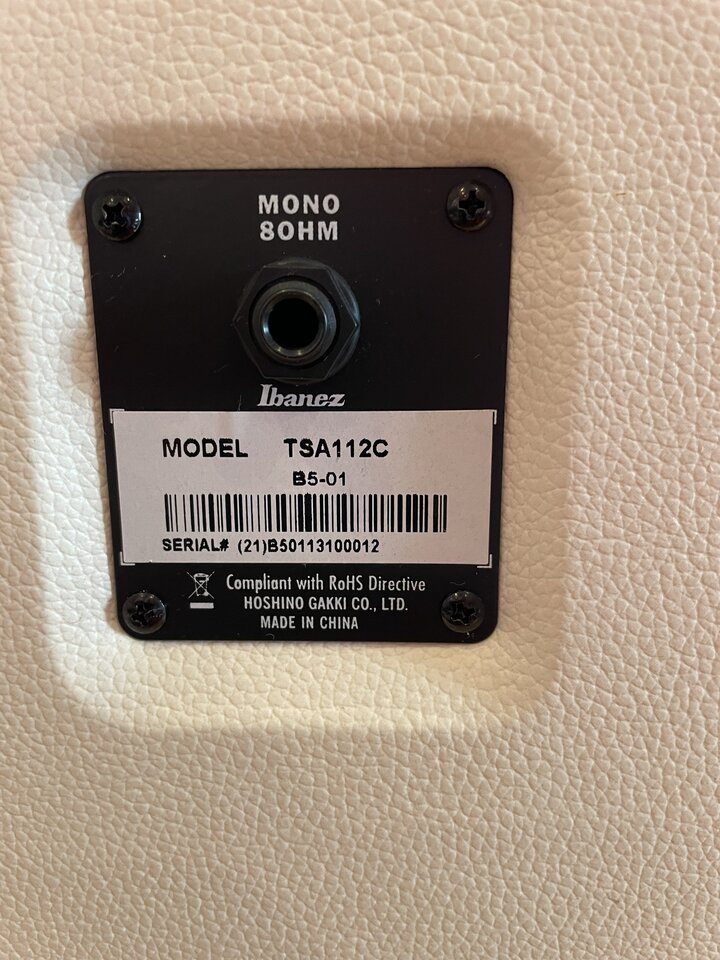 MONO
8OHM
Ibanez
MODEL TSA112C
B5-01
SERIAL# (21)B50113100012
Compliant with RoHS Directive
HOSHINO GAKKI CO., LTD.
MADE IN CHINA